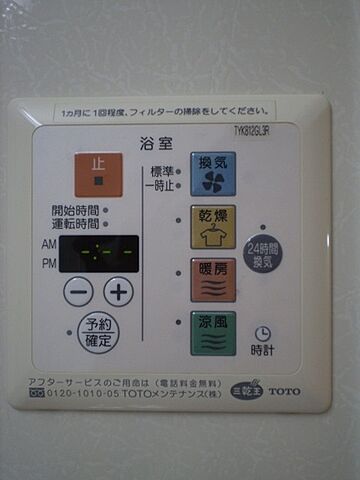 1ヵ月に1回程度、フィルターの掃除をしてください。
TYK812GL3R
浴室
止
標準
一時止
換気
開始時間
運転時間
乾燥
AM
PM
-:--
24時間
換気
暖房
予約
確定
涼風
時計
アフターサービスのご用命は(電話料金無料)
0120-1010-05 TOTOメンテナンス(株)
三乾王
TOTO